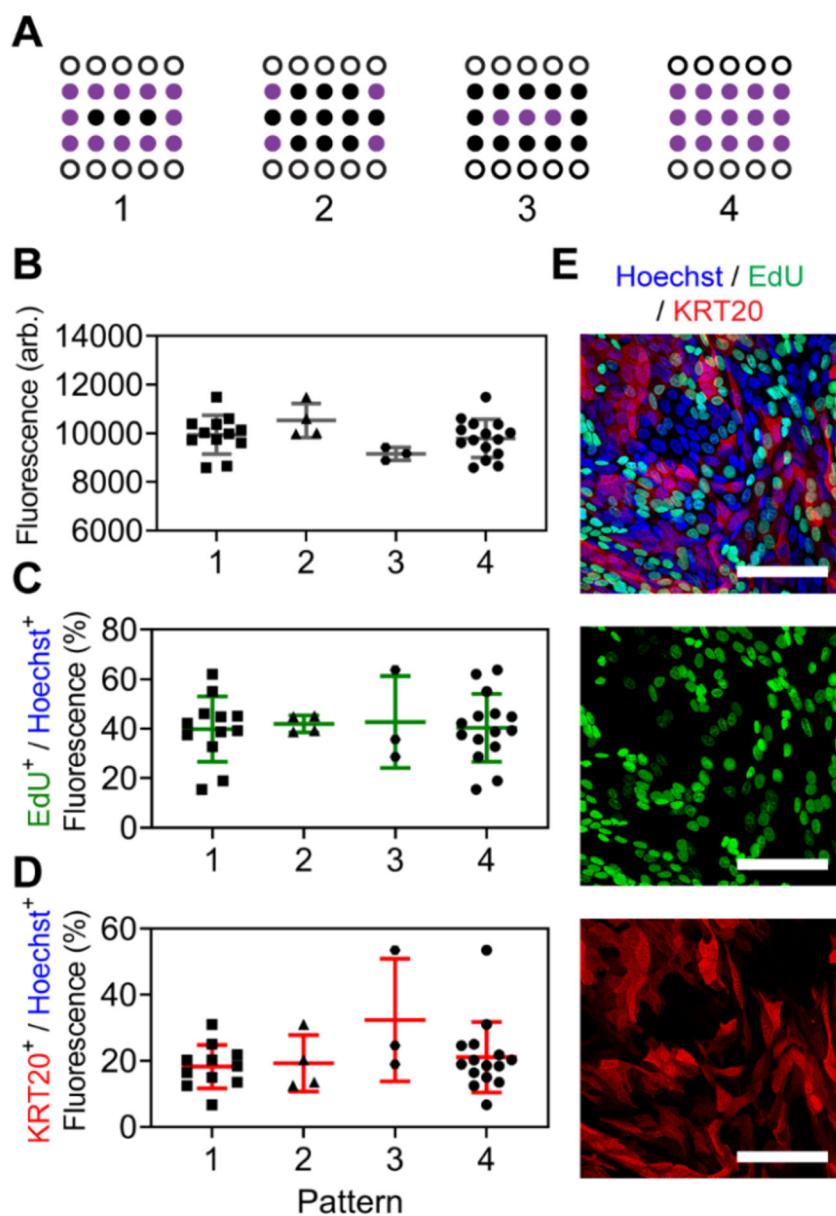 A
1 2 3 4
B
Fluorescence (arb.)
14000
12000
10000
8000
6000
1 2 3 4
C
EdU⁺ / Hoechst⁺
Fluorescence (%)
80
60
40
20
0
1 2 3 4
D
KRT20⁺ / Hoechst⁺
Fluorescence (%)
60
40
20
0
1 2 3 4
Pattern
E
Hoechst / EdU
/ KRT20